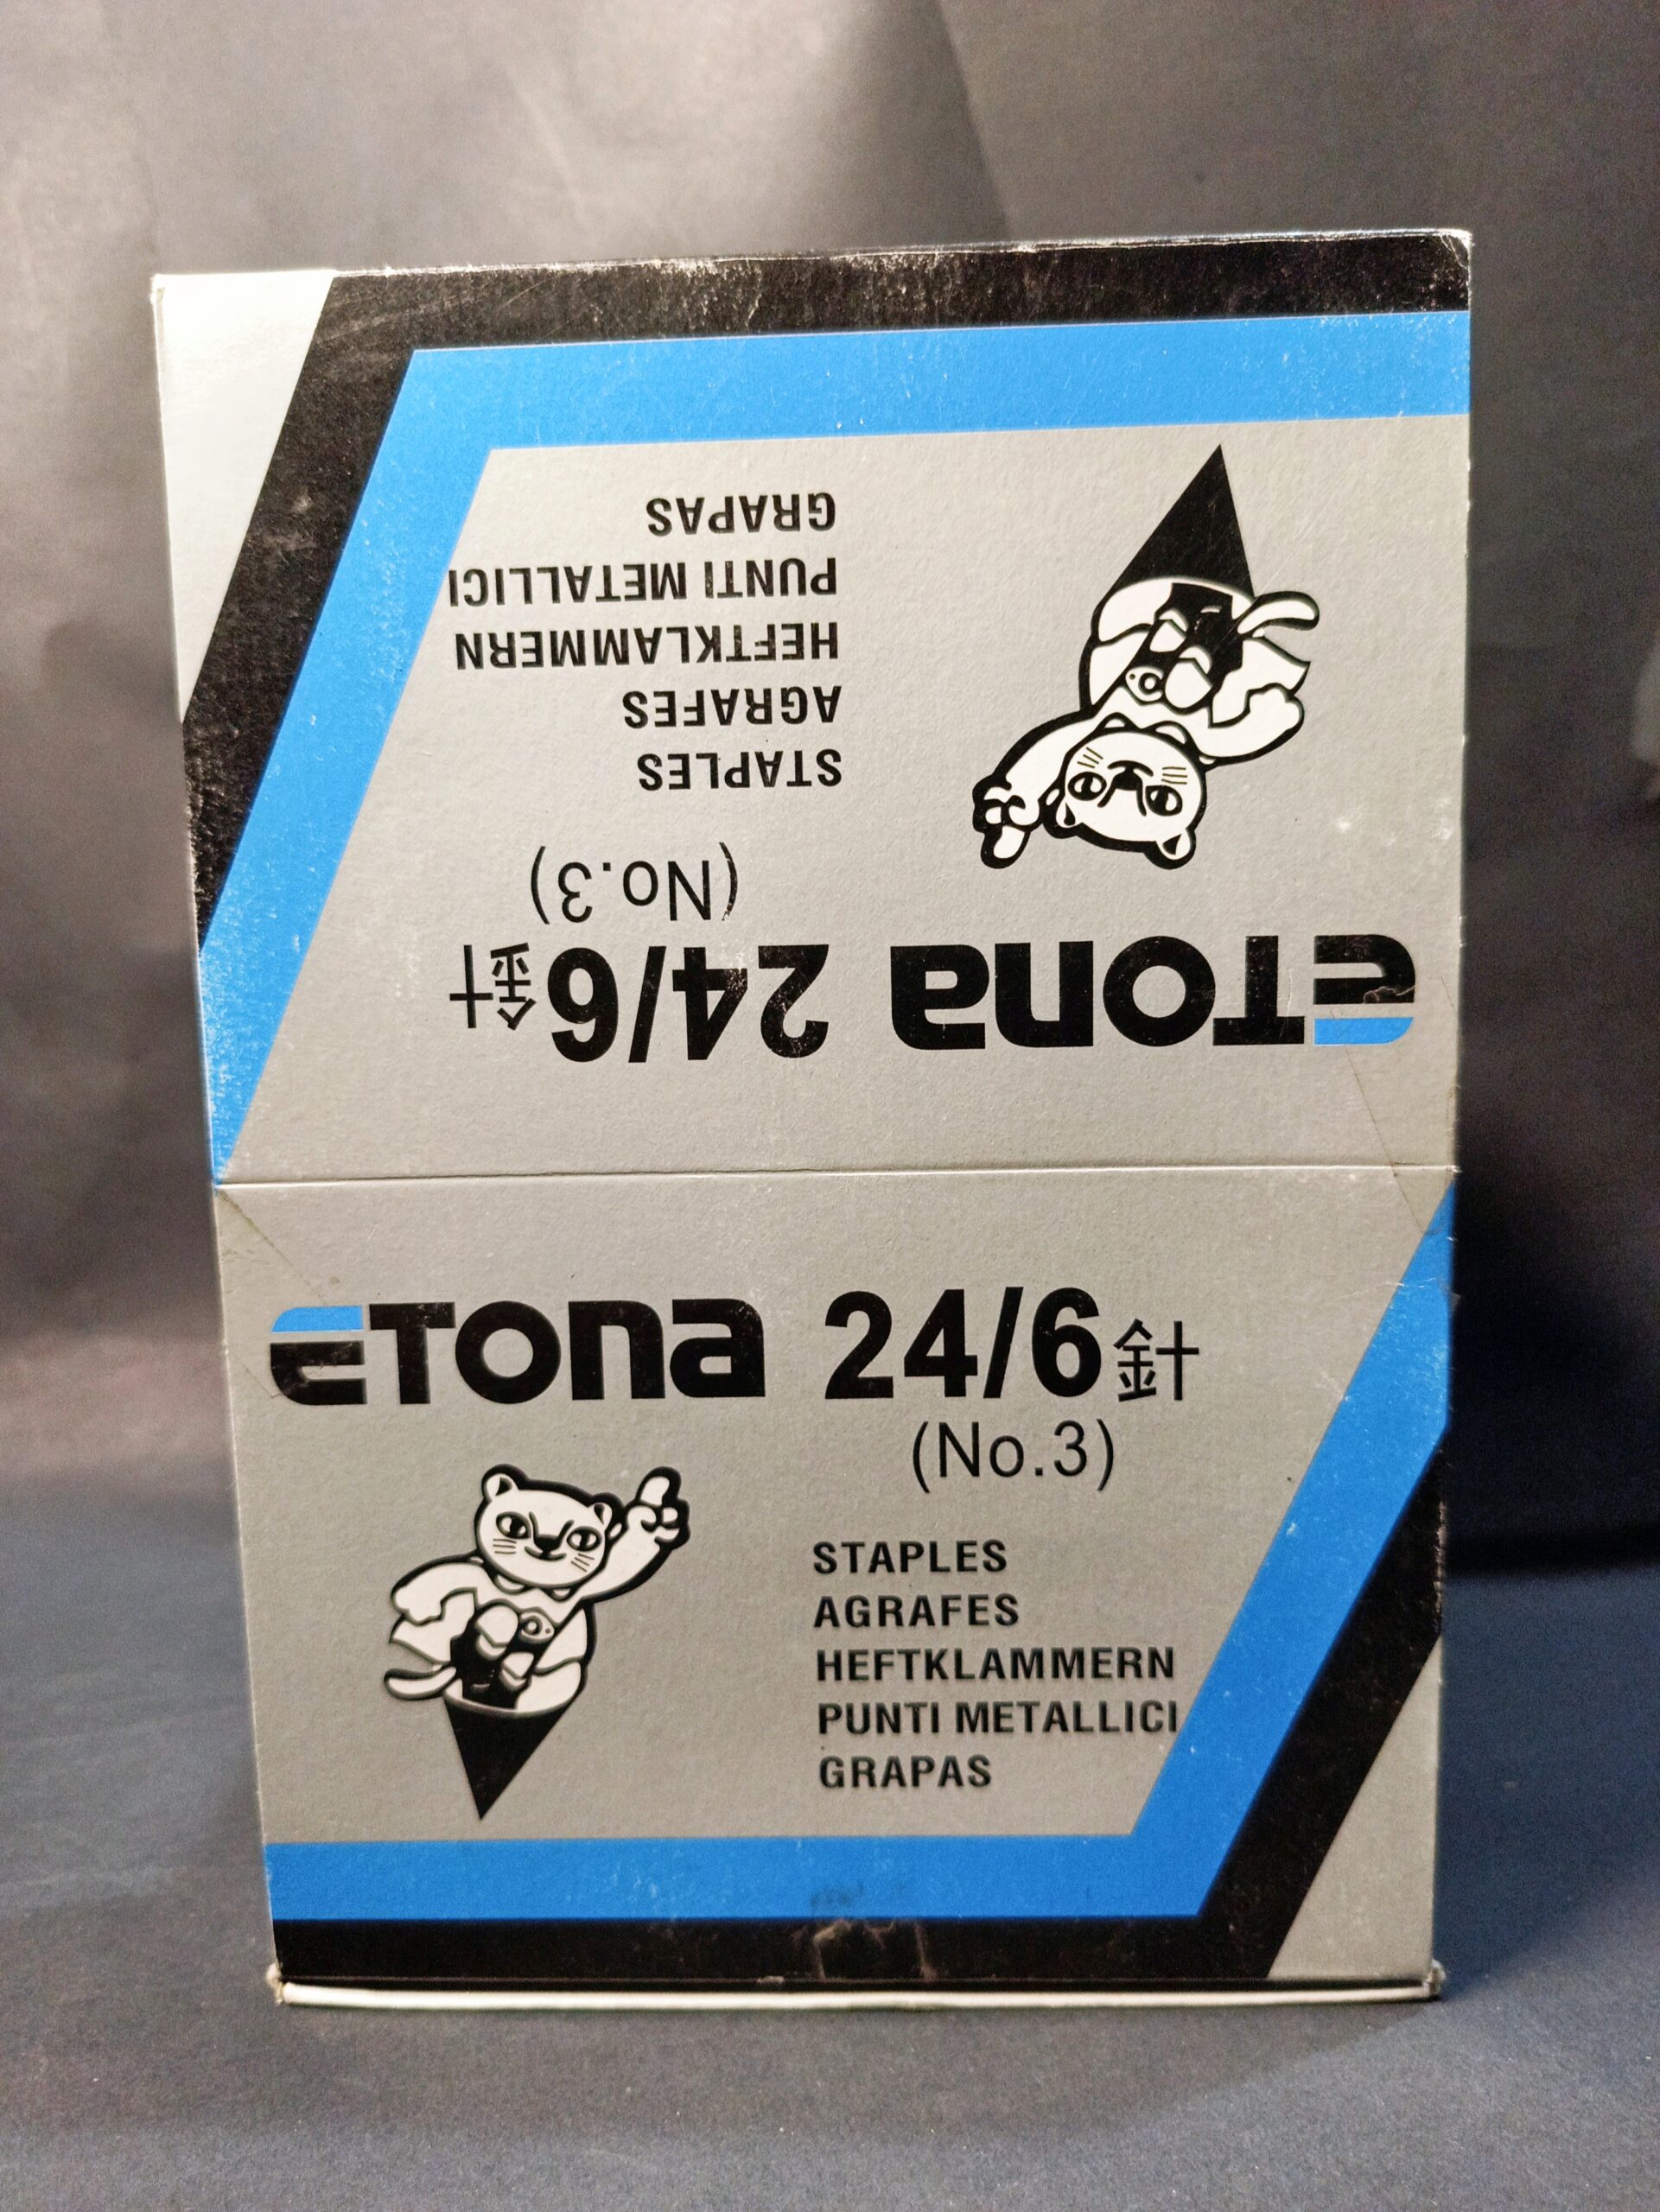 GRAPAS
PUNTI METALLICI
HEFTKLAMMERN
AGRAFES
STAPLES
(No.3)
ETONA 24/6針
ETONA 24/6針
(No.3)
STAPLES
AGRAFES
HEFTKLAMMERN
PUNTI METALLICI
GRAPAS